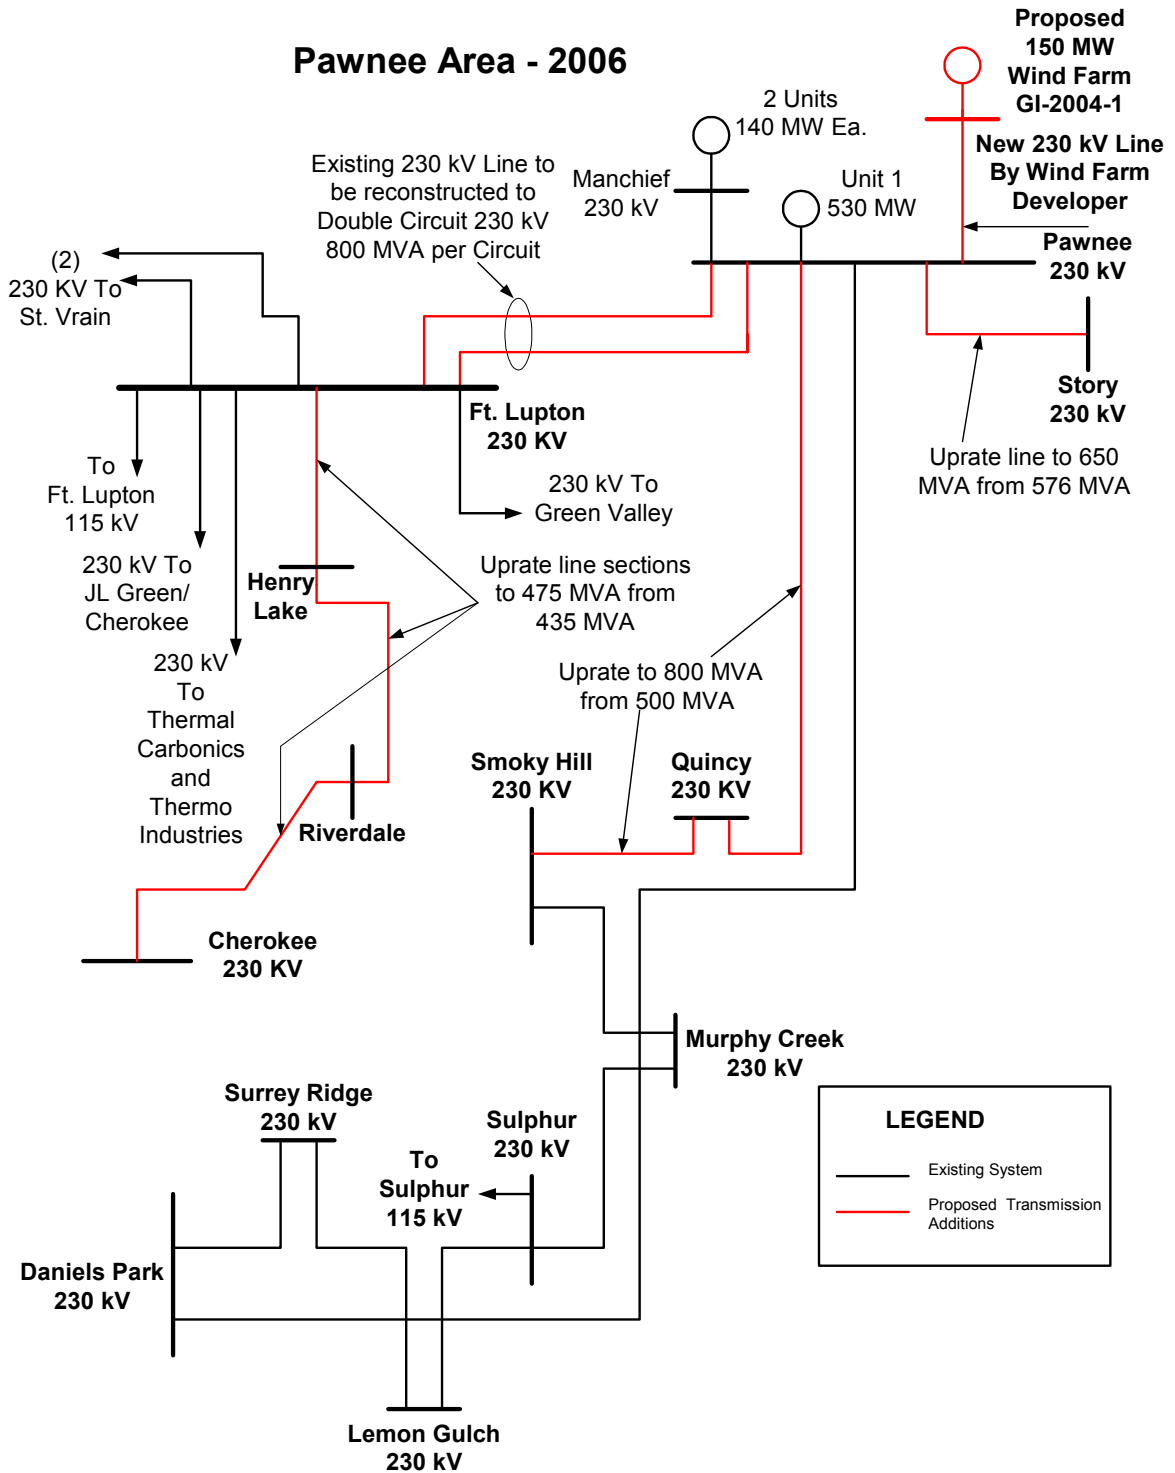 Pawnee Area - 2006
Proposed
150 MW
Wind Farm
GI-2004-1
2 Units
140 MW Ea.
New 230 kV Line
By Wind Farm
Developer
Existing 230 kV Line to
be reconstructed to
Double Circuit 230 kV
800 MVA per Circuit
Manchief
230 kV
Unit 1
530 MW
Pawnee
230 kV
(2)
230 KV To
St. Vrain
Story
230 kV
Ft. Lupton
230 KV
Uprate line to 650
MVA from 576 MVA
To
Ft. Lupton
115 kV
230 kV To
Green Valley
230 kV To
JL Green/
Cherokee
Henry
Lake
Uprate line sections
to 475 MVA from
435 MVA
230 kV
To
Thermal
Carbonics
and
Thermo
Industries
Uprate to 800 MVA
from 500 MVA
Smoky Hill
230 KV
Quincy
230 KV
Riverdale
Cherokee
230 KV
Murphy Creek
230 kV
Surrey Ridge
230 kV
Sulphur
230 kV
To
Sulphur
115 kV
LEGEND
Existing System
Proposed Transmission
Additions
Daniels Park
230 kV
Lemon Gulch
230 kV